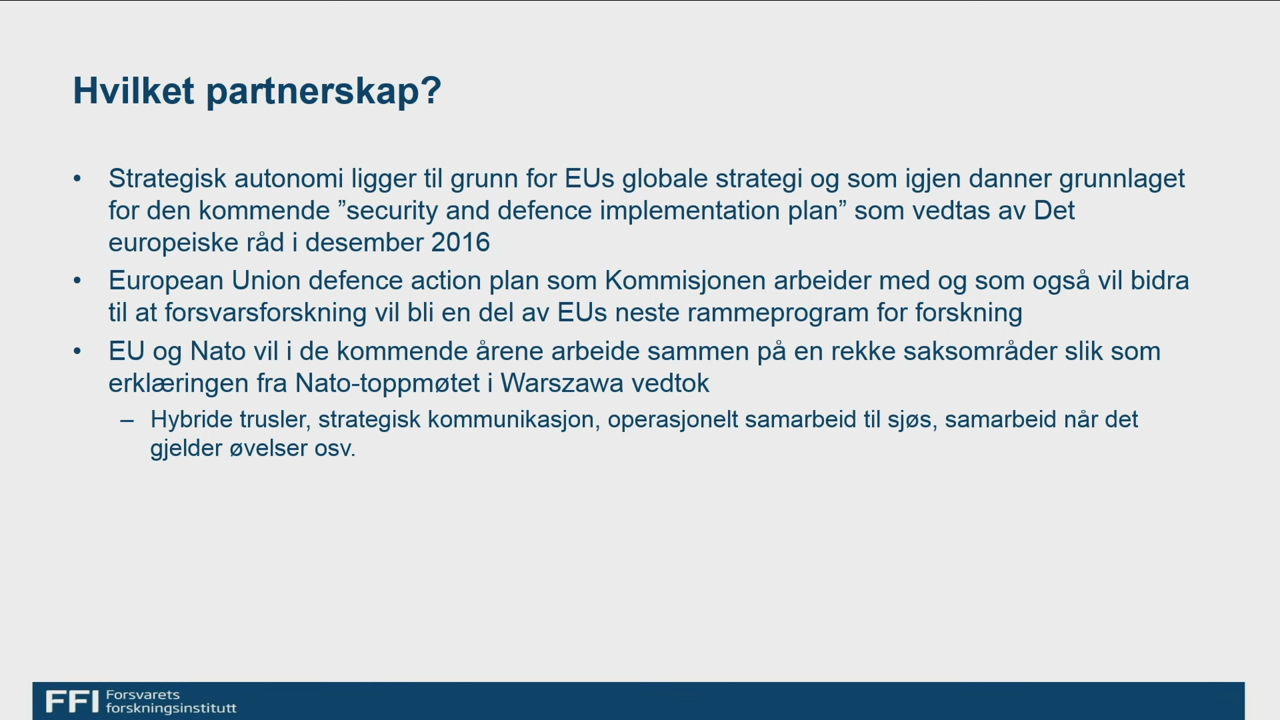 Hvilket partnerskap?
• Strategisk autonomi ligger til grunn for EUs globale strategi og som igjen danner grunnlaget
for den kommende ”security and defence implementation plan” som vedtas av Det
europeiske råd i desember 2016
• European Union defence action plan som Kommisjonen arbeider med og som også vil bidra
til at forsvarsforskning vil bli en del av EUs neste rammeprogram for forskning
• EU og Nato vil i de kommende årene arbeide sammen på en rekke saksområder slik som
erklæringen fra Nato-toppmøtet i Warszawa vedtok
– Hybride trusler, strategisk kommunikasjon, operasjonelt samarbeid til sjøs, samarbeid når det
gjelder øvelser osv.
FFI Forsvarets
forskningsinstitutt